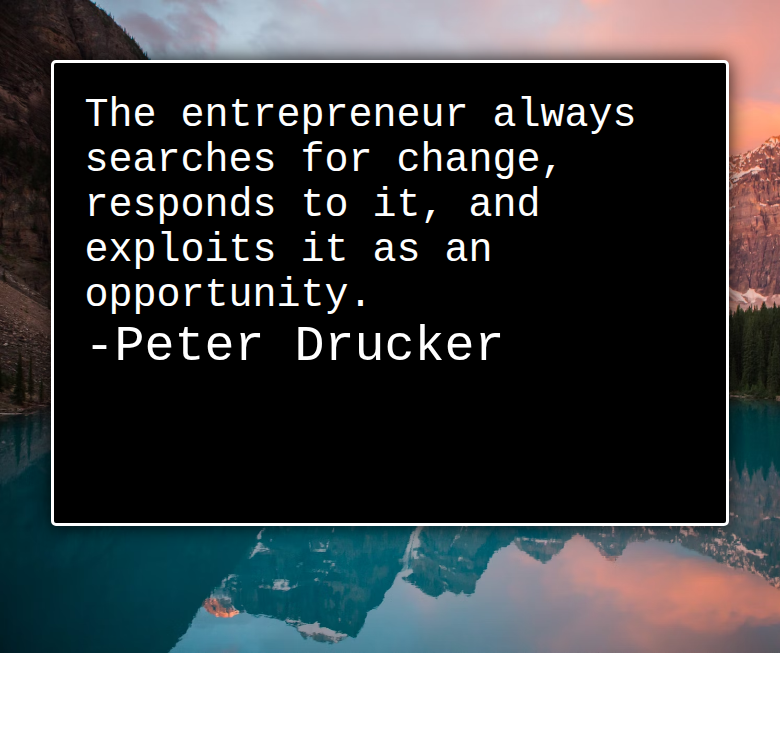 The entrepreneur always
searches for change,
responds to it, and
exploits it as an
opportunity.
-Peter Drucker